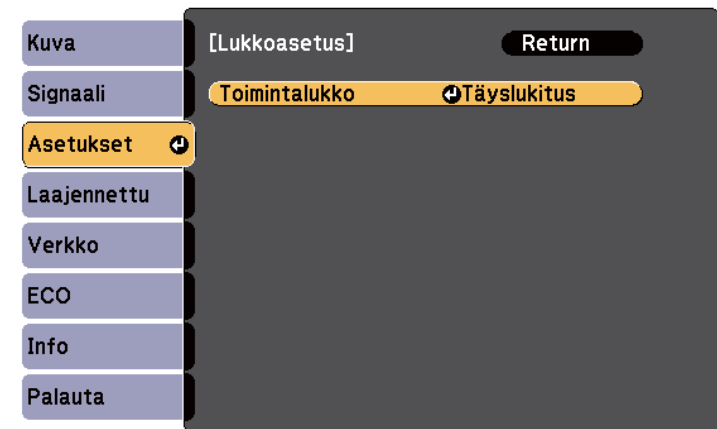 Kuva
Signaali
Asetukset
Laajennettu
Verkko
ECO
Info
Palauta
[Lukkoasetus] Return
Toimintalukko Täyslukitus